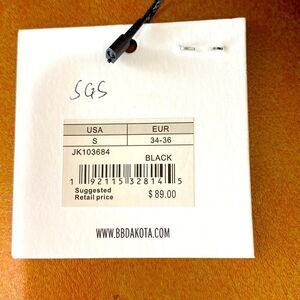 SGS
USA EUR
S 34-36
JK103684
BLACK
1 92115 32814 5
Suggested
Retail price $89.00
WWW.BBDAKOTA.COM